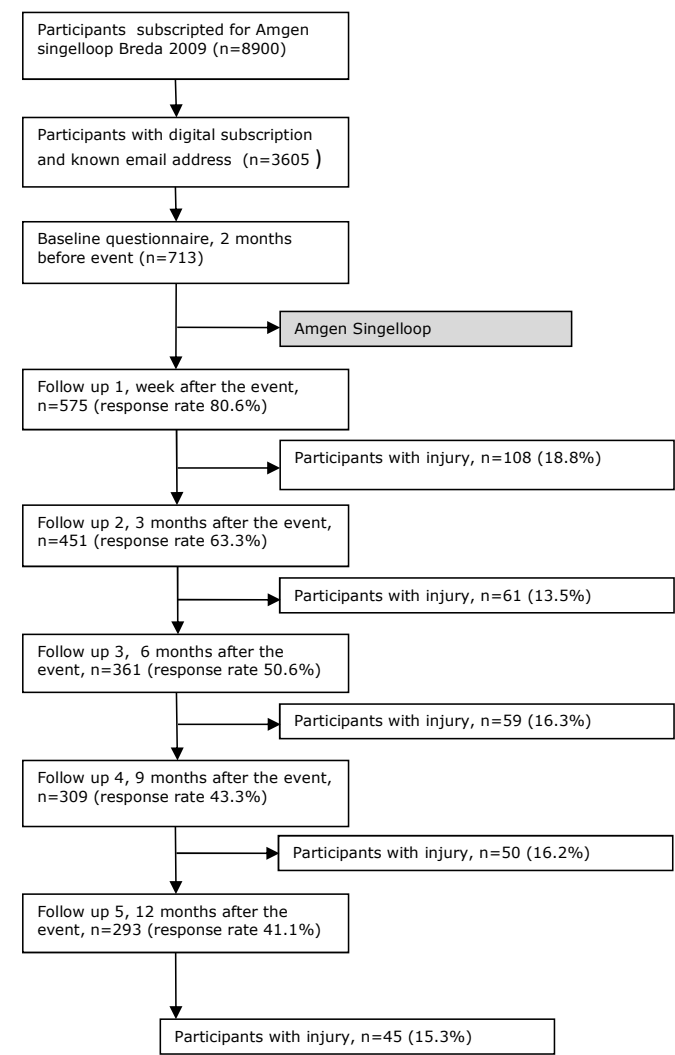 Participants  subscripted for Amgen
singelloop Breda 2009 (n=8900)
Participants with digital subscription
and known email address  (n=3605 )
Baseline questionnaire, 2 months
before event (n=713)
Amgen Singelloop
Follow up 1, week after the event,
n=575 (response rate 80.6%)
Participants with injury, n=108 (18.8%)
Follow up 2, 3 months after the event,
n=451 (response rate 63.3%)
Participants with injury, n=61 (13.5%)
Follow up 3,  6 months after the
event, n=361 (response rate 50.6%)
Participants with injury, n=59 (16.3%)
Follow up 4, 9 months after the event,
n=309 (response rate 43.3%)
Participants with injury, n=50 (16.2%)
Follow up 5, 12 months after the
event, n=293 (response rate 41.1%)
Participants with injury, n=45 (15.3%)